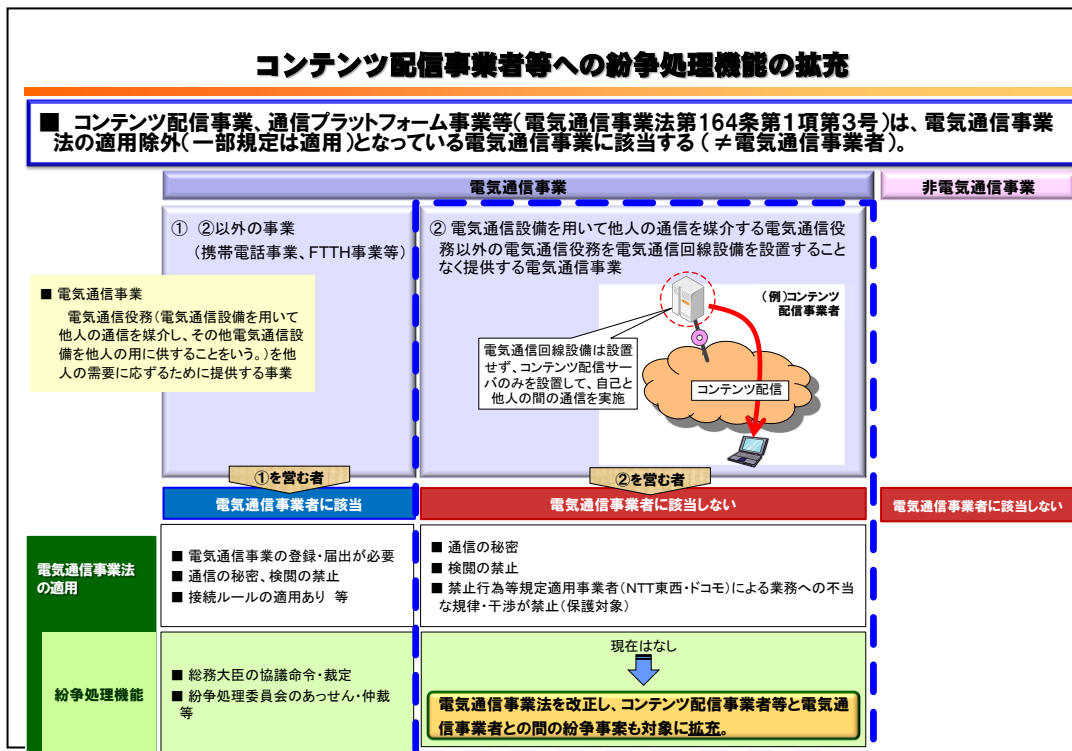 コンテンツ配信事業者等への紛争処理機能の拡充
■ コンテンツ配信事業、通信プラットフォーム事業等(電気通信事業法第164条第1項第3号)は、電気通信事業
法の適用除外(一部規定は適用)となっている電気通信事業に該当する(≠電気通信事業者)。
電気通信事業
非電気通信事業
① ②以外の事業
(携帯電話事業、FTTH事業等)
■ 電気通信事業
電気通信役務(電気通信設備を用いて
他人の通信を媒介し、その他電気通信設
備を他人の用に供することをいう。)を他
人の需要に応ずるために提供する事業
② 電気通信設備を用いて他人の通信を媒介する電気通信役
務以外の電気通信役務を電気通信回線設備を設置すること
なく提供する電気通信事業
(例)コンテンツ
配信事業者
電気通信回線設備は設置
せず、コンテンツ配信サー
バのみを設置して、自己と
他人の間の通信を実施
コンテンツ配信
①を営む者
②を営む者
電気通信事業者に該当
電気通信事業者に該当しない
電気通信事業者に該当しない
電気通信事業法
の適用
■ 電気通信事業の登録・届出が必要
■ 通信の秘密、検閲の禁止
■ 接続ルールの適用あり 等
■ 通信の秘密
■ 検閲の禁止
■ 禁止行為等規定適用事業者(NTT東西・ドコモ)による業務への不当
な規律・干渉が禁止(保護対象)
紛争処理機能
■ 総務大臣の協議命令・裁定
■ 紛争処理委員会のあっせん・仲裁
等
現在はなし
電気通信事業法を改正し、コンテンツ配信事業者等と電気通
信事業者との間の紛争事案も対象に拡充。